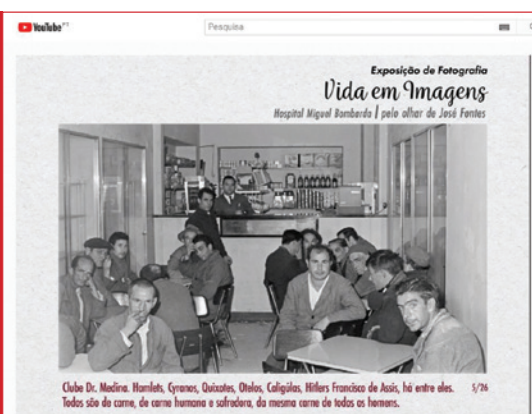 YouTube PT
Pesquisa
Exposição de Fotografia
Vida em Imagens
Hospital Miguel Bombarda | pelo olhar de José Fontes
Clube Dr. Medina. Hamlets, Cyranos, Quixotes, Otelos, Calígulas, Hitlers Francisco de Assis, há entre eles. 5/26
Todos são de carne, de carne humana e sofredora, da mesma carne de todos os homens.